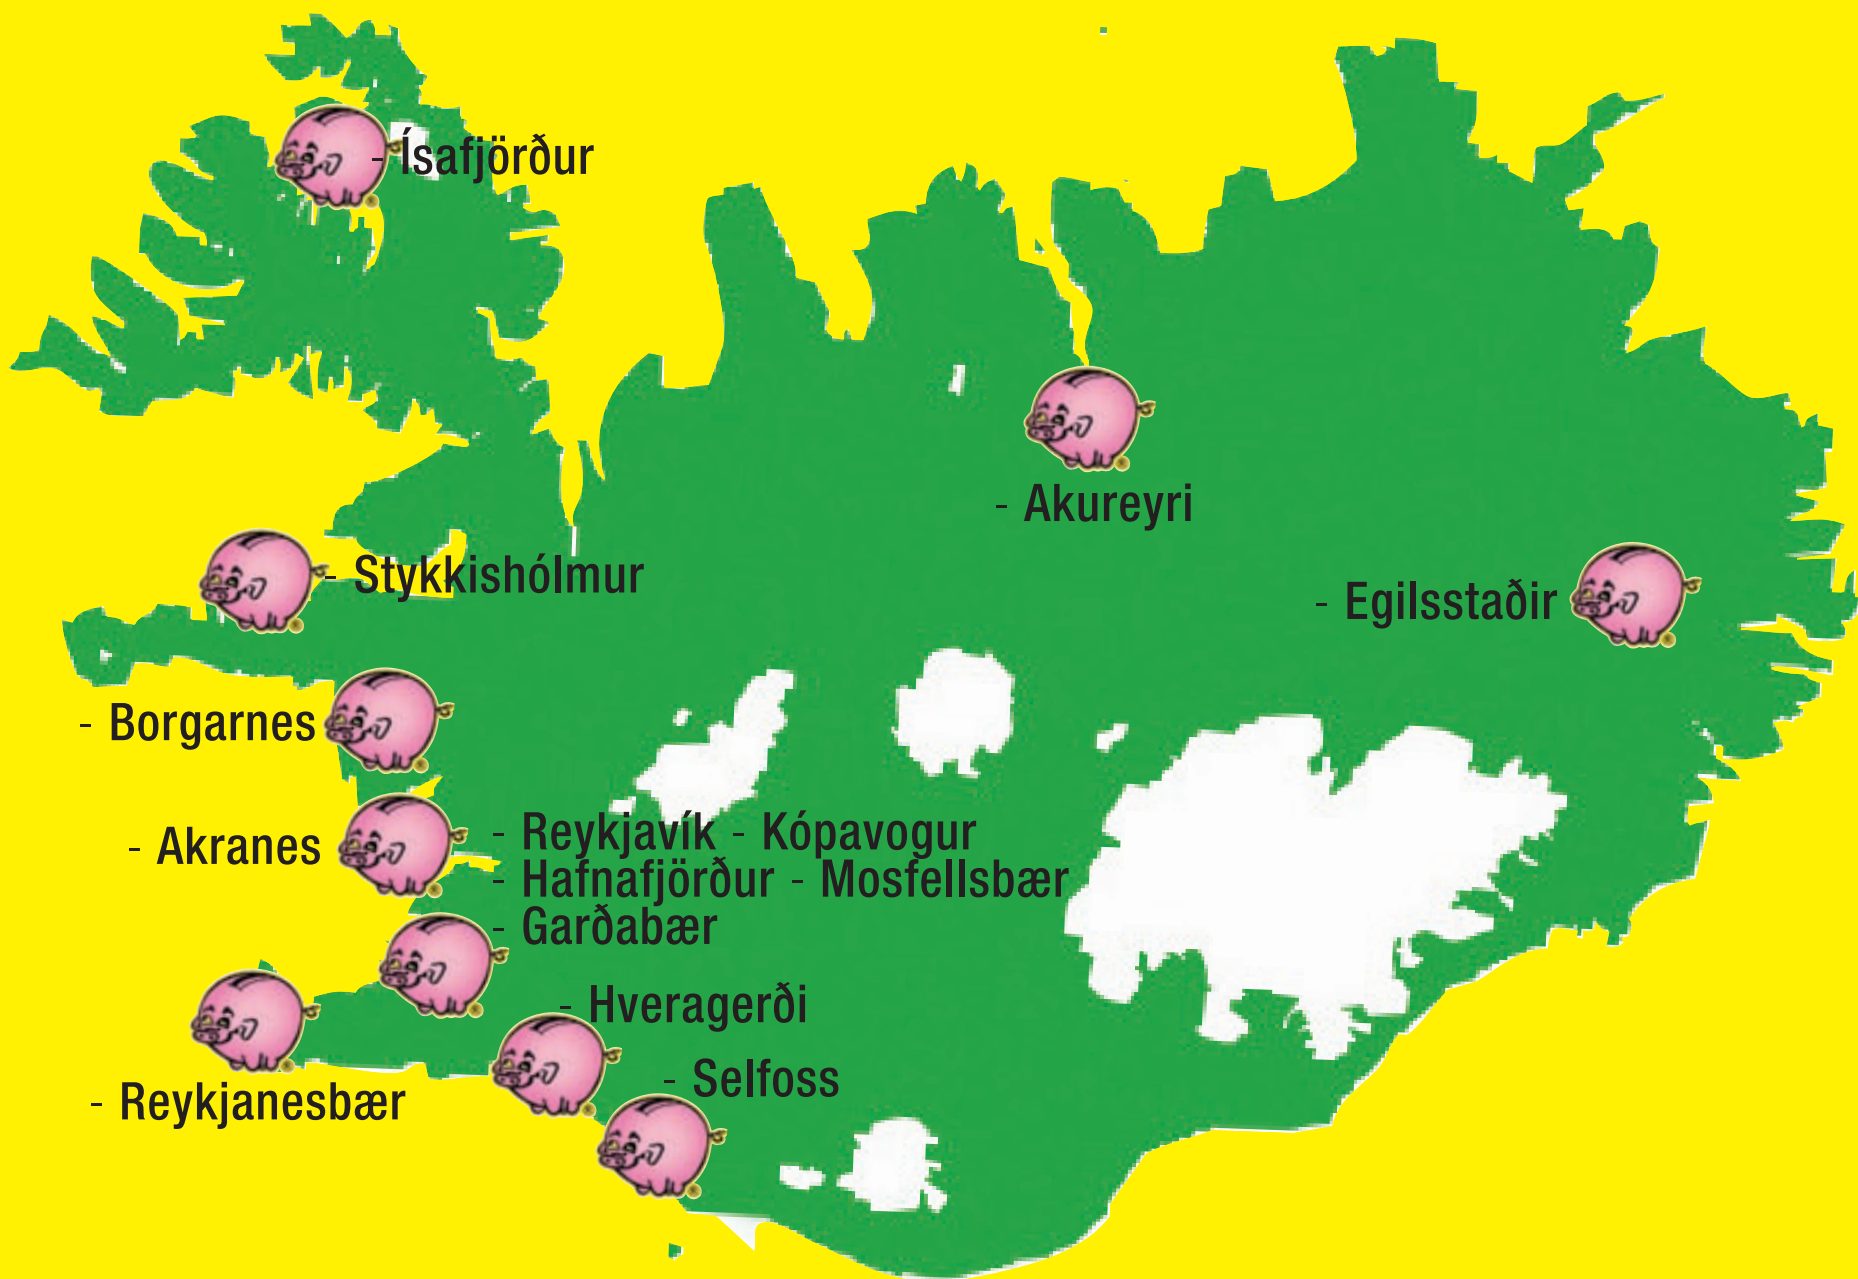 - Ísafjörður
- Akureyri
- Stykkishólmur
- Egilsstaðir
- Borgarnes
- Akranes
- Reykjavík - Kópavogur
- Hafnafjörður - Mosfellsbær
- Garðabær
- Hveragerði
- Selfoss
- Reykjanesbær